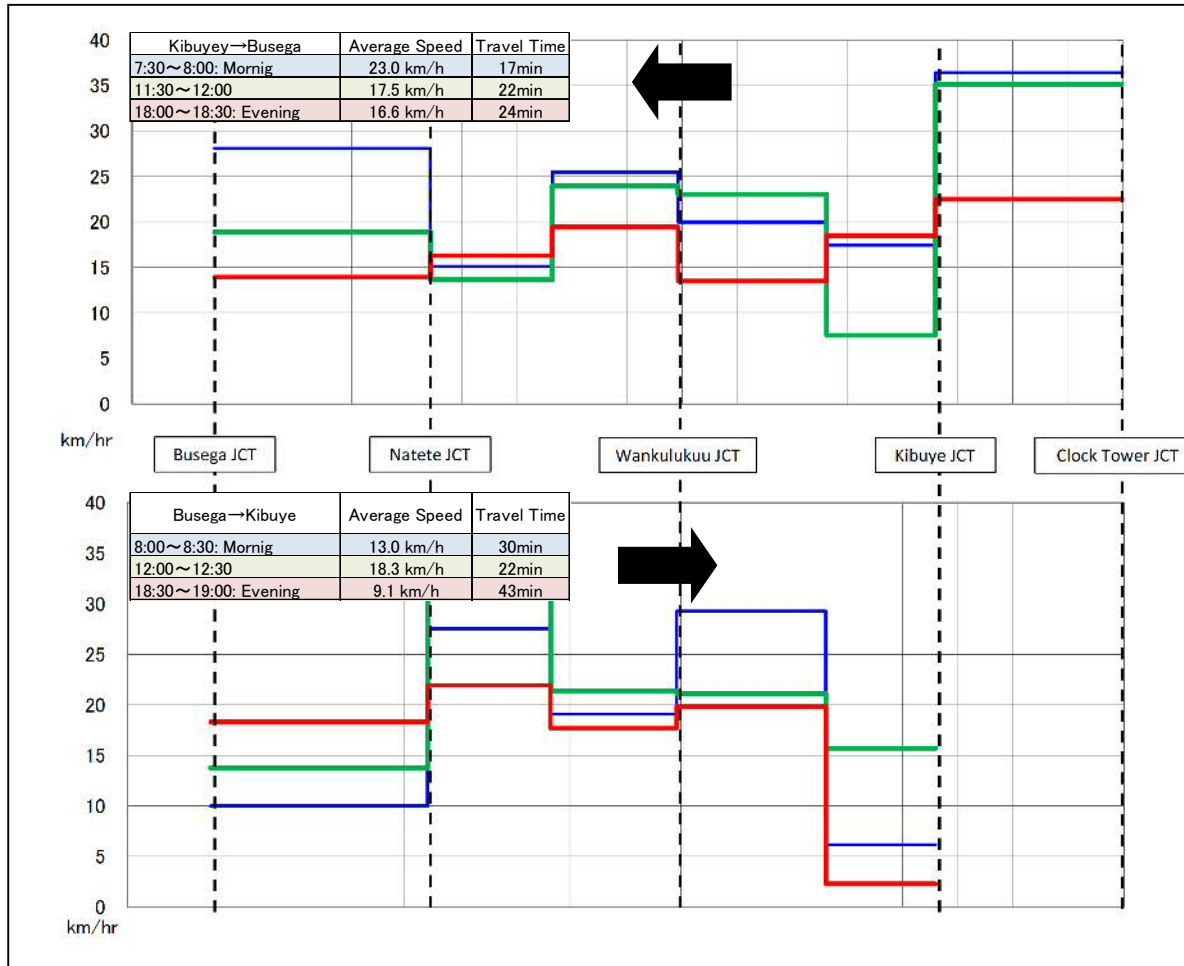 40
35
30
25
20
15
10
5
0
km/hr
Kibuyey→Busega Average Speed Travel Time
7:30～8:00: Mornig 23.0 km/h 17min
11:30～12:00 17.5 km/h 22min
18:00～18:30: Evening 16.6 km/h 24min
Busega JCT Natete JCT Wankulukuu JCT Kibuye JCT Clock Tower JCT
40
35
30
25
20
15
10
5
0
km/hr
Busega→Kibuye Average Speed Travel Time
8:00～8:30: Mornig 13.0 km/h 30min
12:00～12:30 18.3 km/h 22min
18:30～19:00: Evening 9.1 km/h 43min